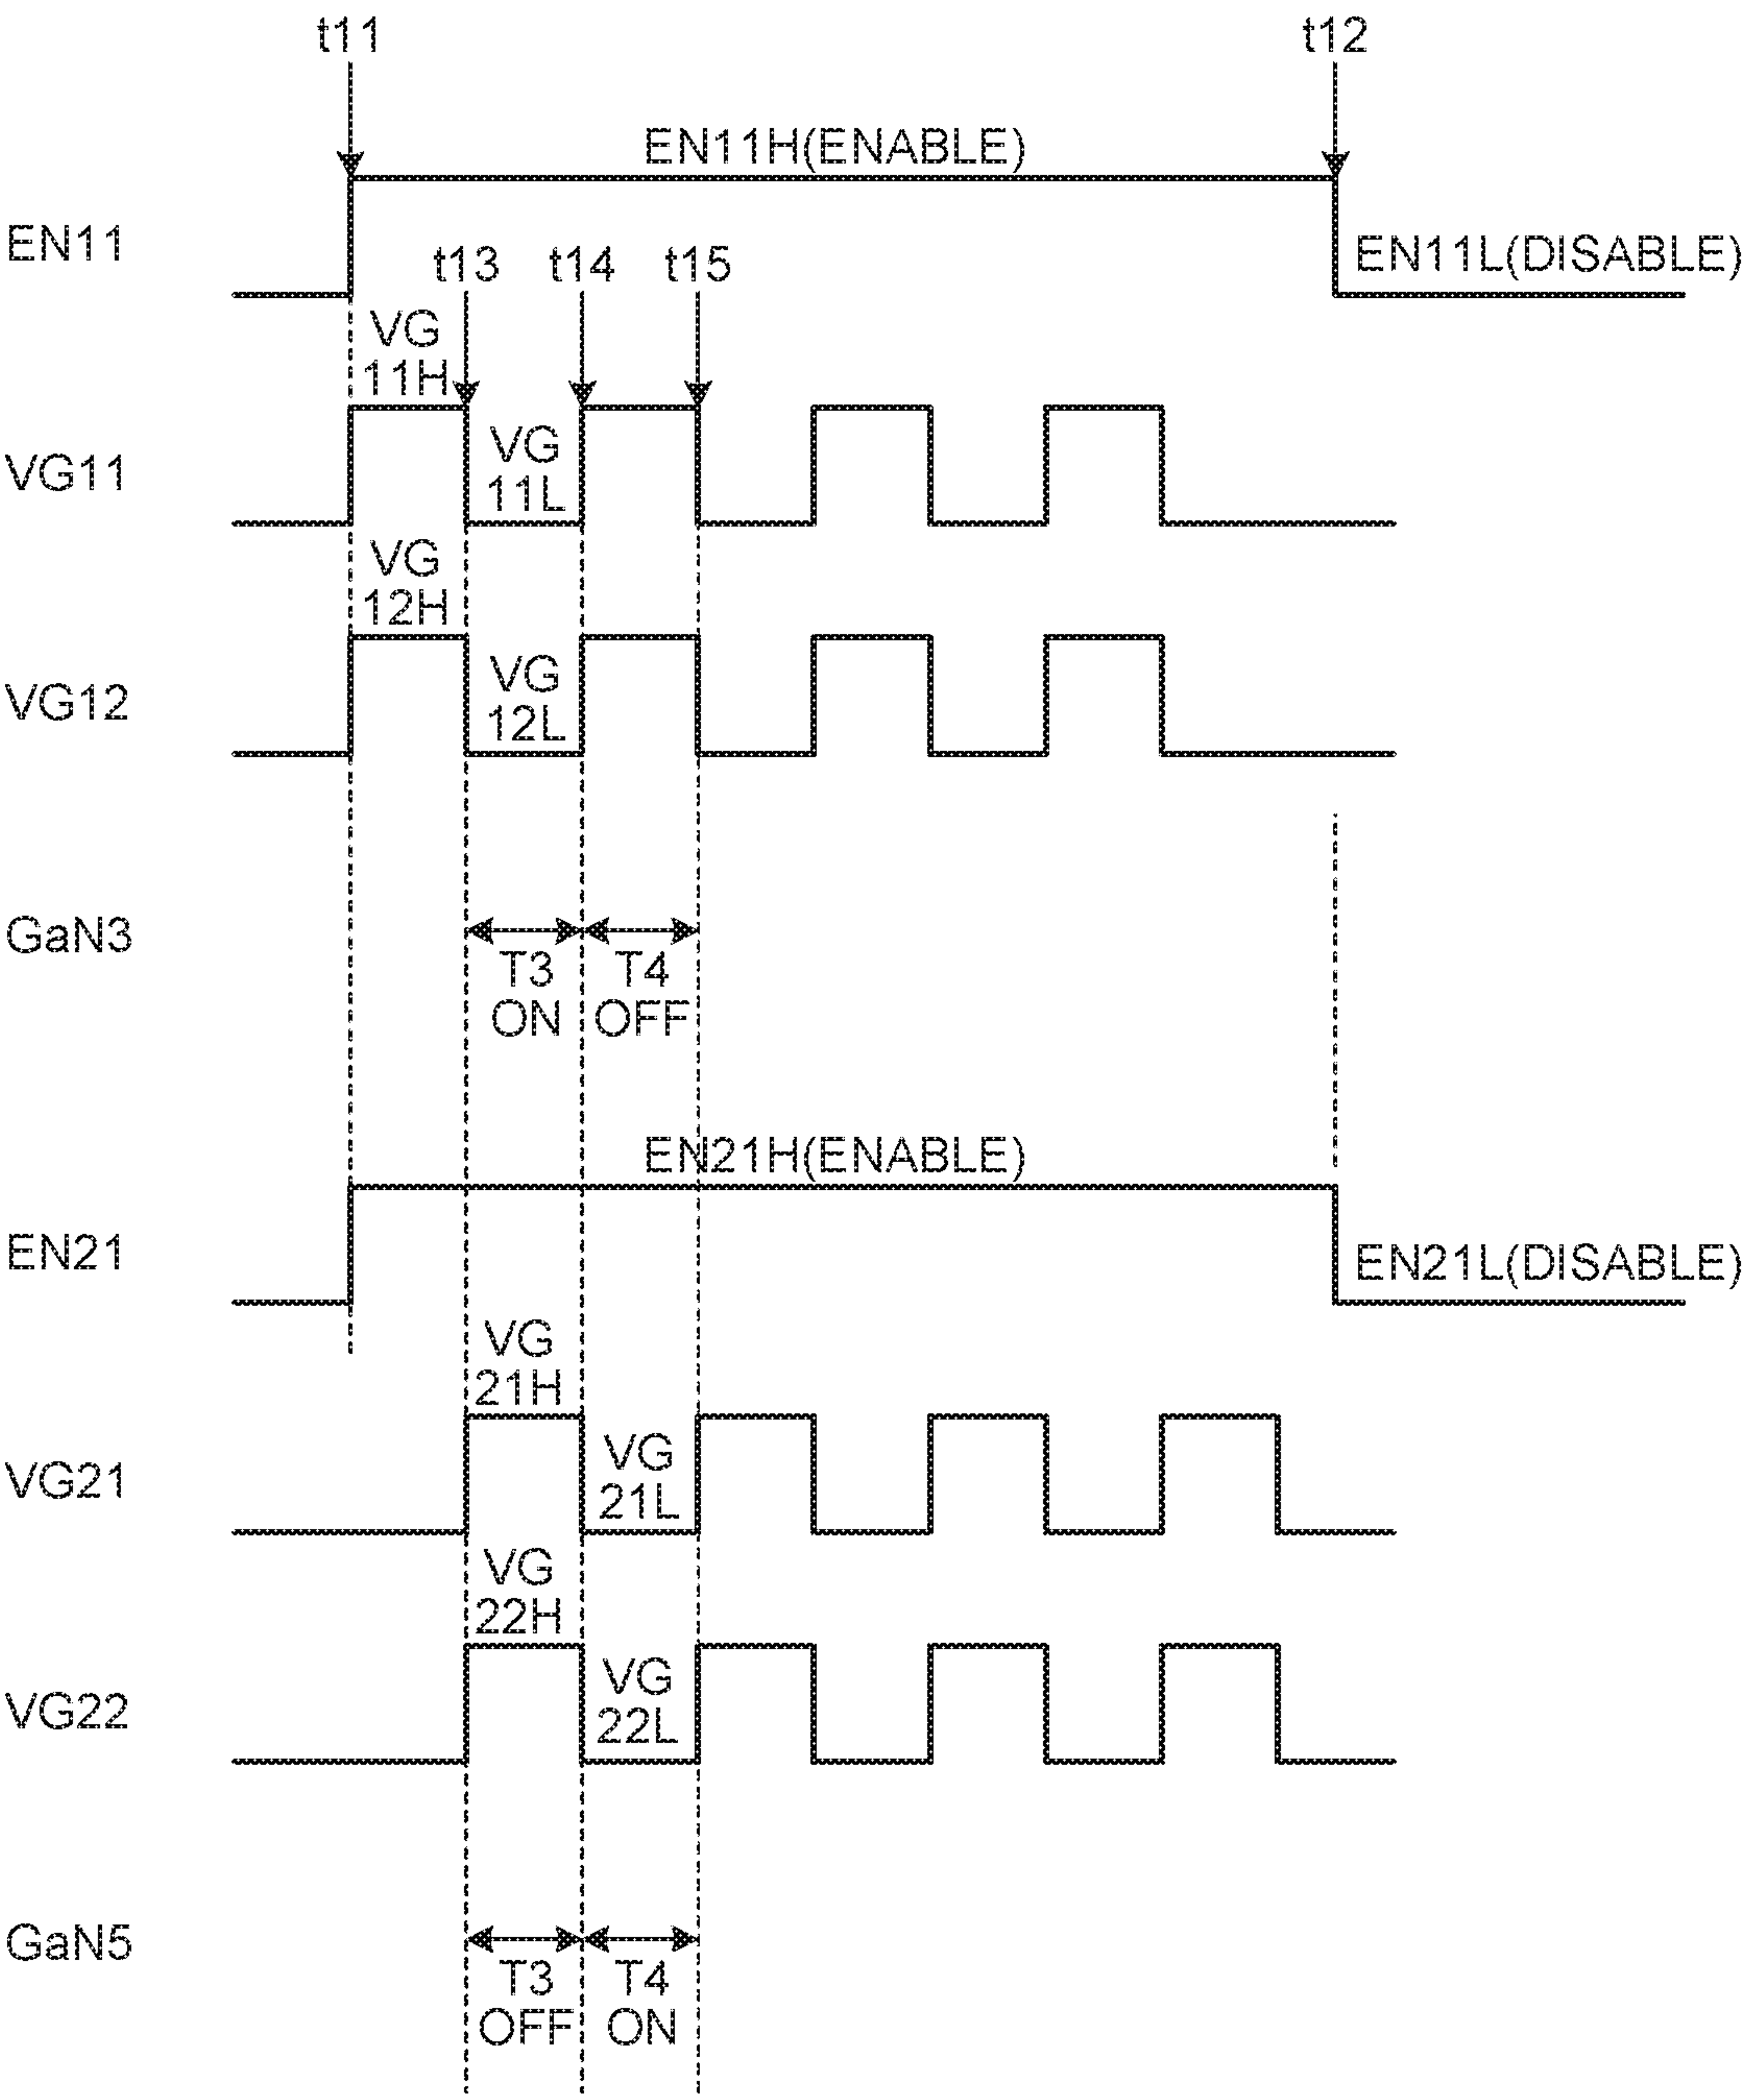 t11
t12
EN11H(ENABLE)
EN11
EN11L(DISABLE)
t13
t14
t15
VG
11H
VG11
VG
11L
VG
12H
VG12
VG
12L
GaN3
T3
ON
T4
OFF
EN21H(ENABLE)
EN21
EN21L(DISABLE)
VG
21H
VG21
VG
21L
VG
22H
VG22
VG
22L
GaN5
T3
OFF
T4
ON